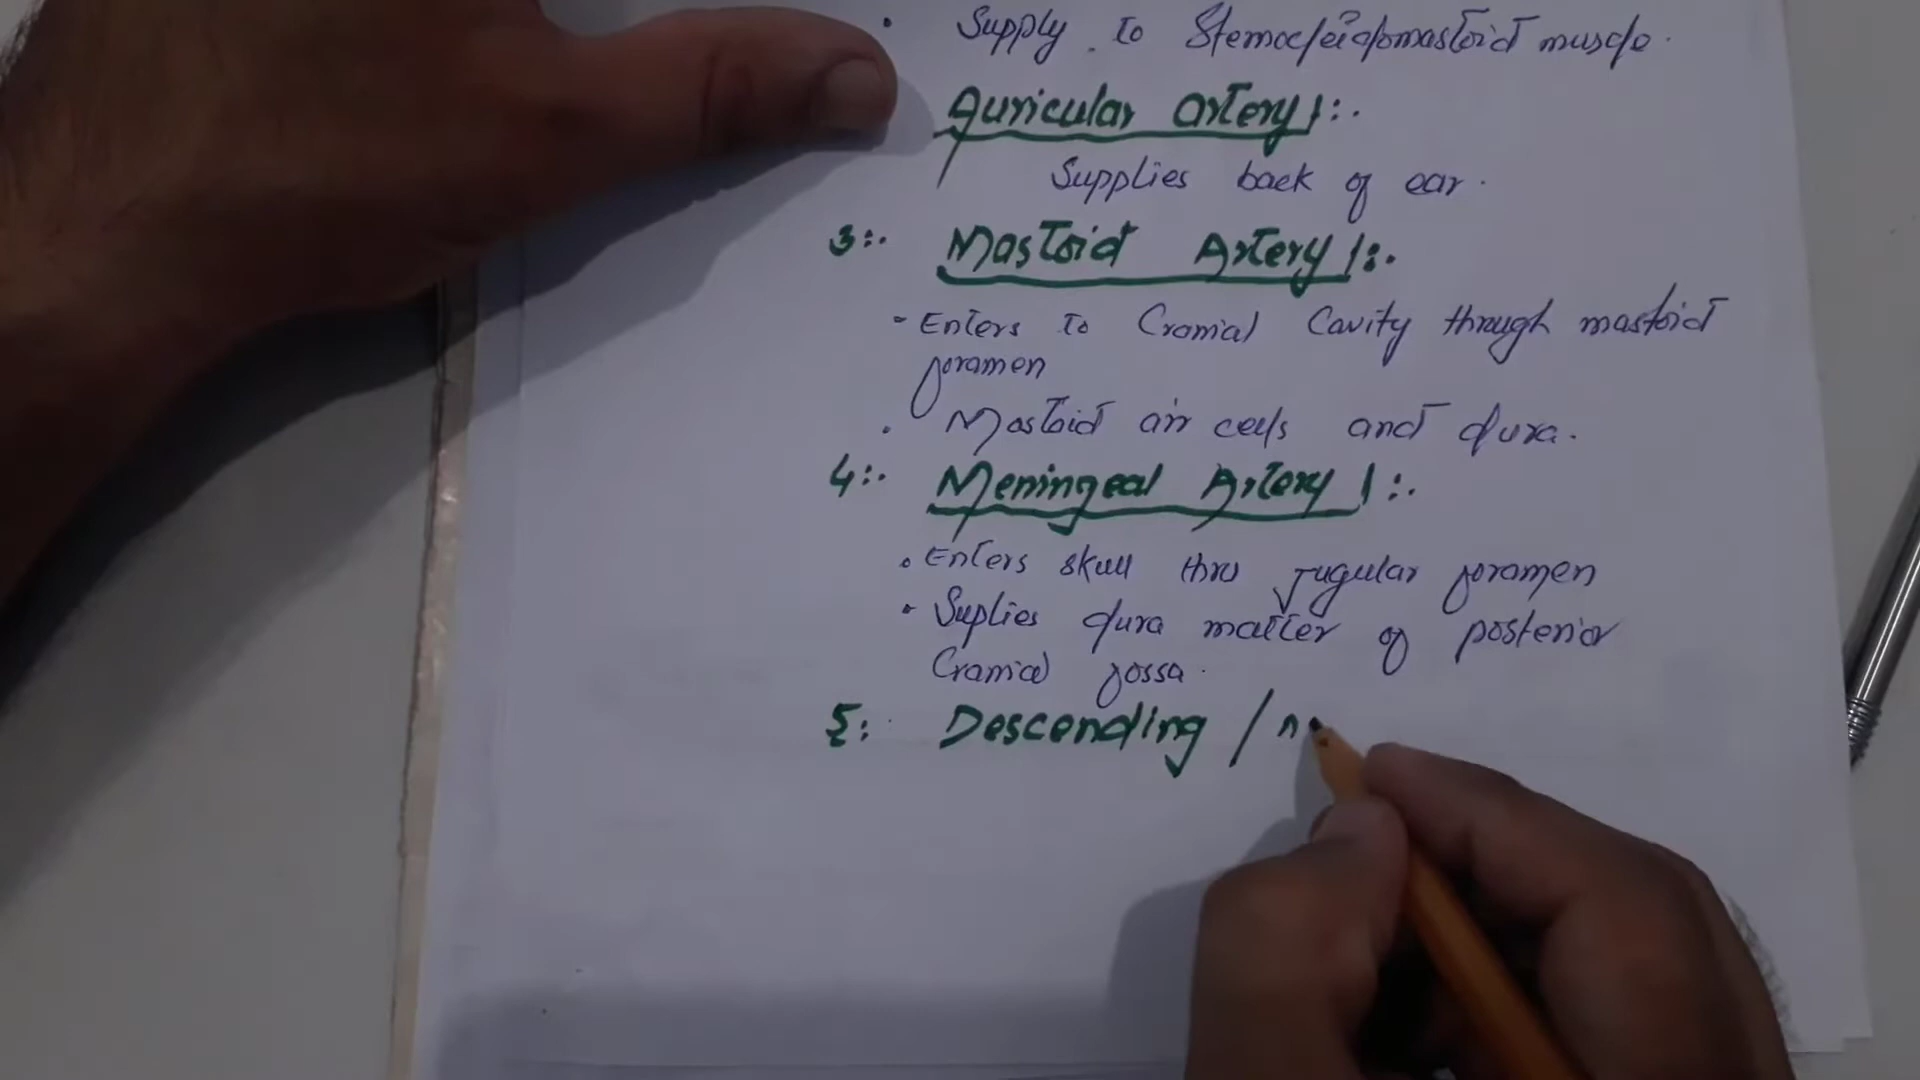 • Supply to Sternocleidomastoid muscle.
Auricular artery :.
Supplies back of ear.
3:. Mastoid Artery :.
- Enters to Cranial Cavity through mastoid
foramen
• Mastoid air cells and dura.
4:. Meningeal Artery :.
• Enters skull thru Jugular foramen
• Suplies dura matter of posterior
Cranial fossa.
5: Descending /